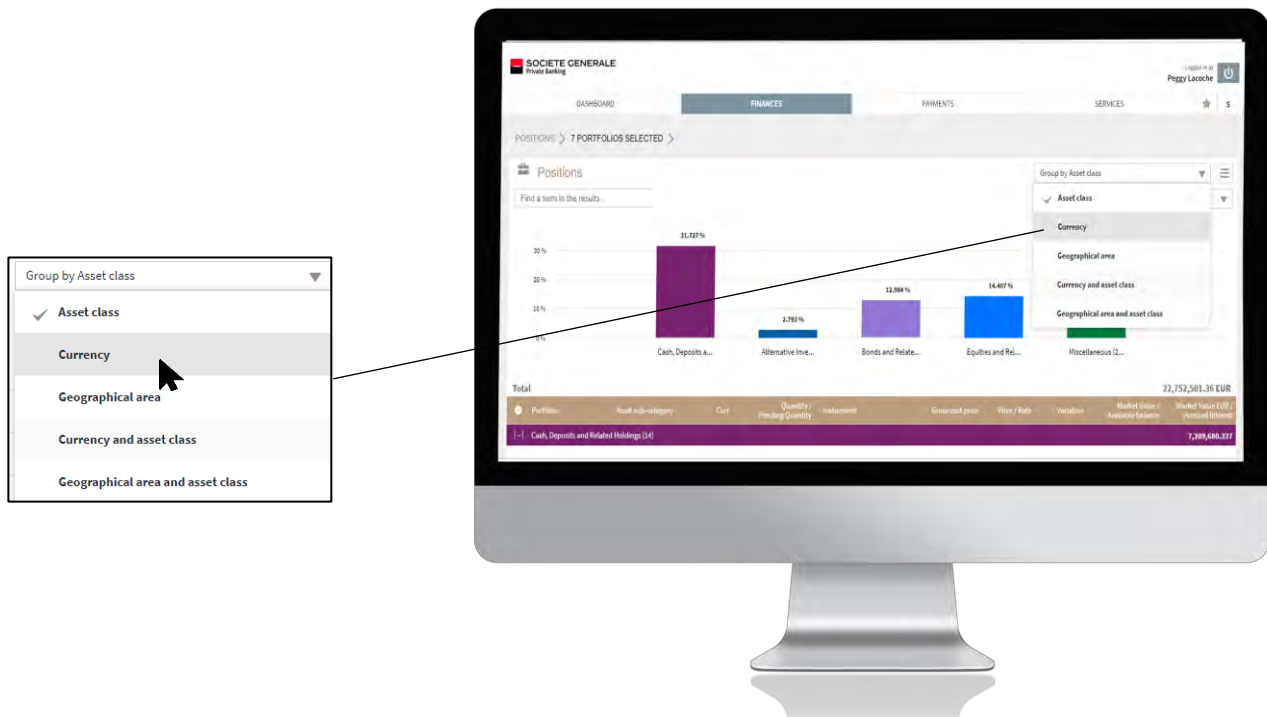 SOCIETE GENERALE
Private Banking
Logged in as
Peggy Lacoche
DASHBOARD
FINANCES
PAYMENTS
SERVICES
S
POSITIONS
7 PORTFOLIOS SELECTED
Positions
Group by Asset class
Find a term in the results
Asset class
Currency
Geographical area
Currency and asset class
Geographical area and asset class
30 %
20 %
10 %
0 %
31.737 %
2.793 %
12.984 %
14.407 %
Cash, Deposits a...
Alternative Inve...
Bonds and Relate...
Equities and Rel...
Miscellaneous (2...
Total
22,752,501.36 EUR
Portfolio
Asset sub-category
Curr
Quantity /
Pending Quantity
Instrument
Gross cost price
Price / Rate
Variation
Market Value /
Available balance
Market Value EUR /
Accrued Interest
[-] Cash, Deposits and Related Holdings (14)
7,209,680.337
Group by Asset class
Asset class
Currency
Geographical area
Currency and asset class
Geographical area and asset class